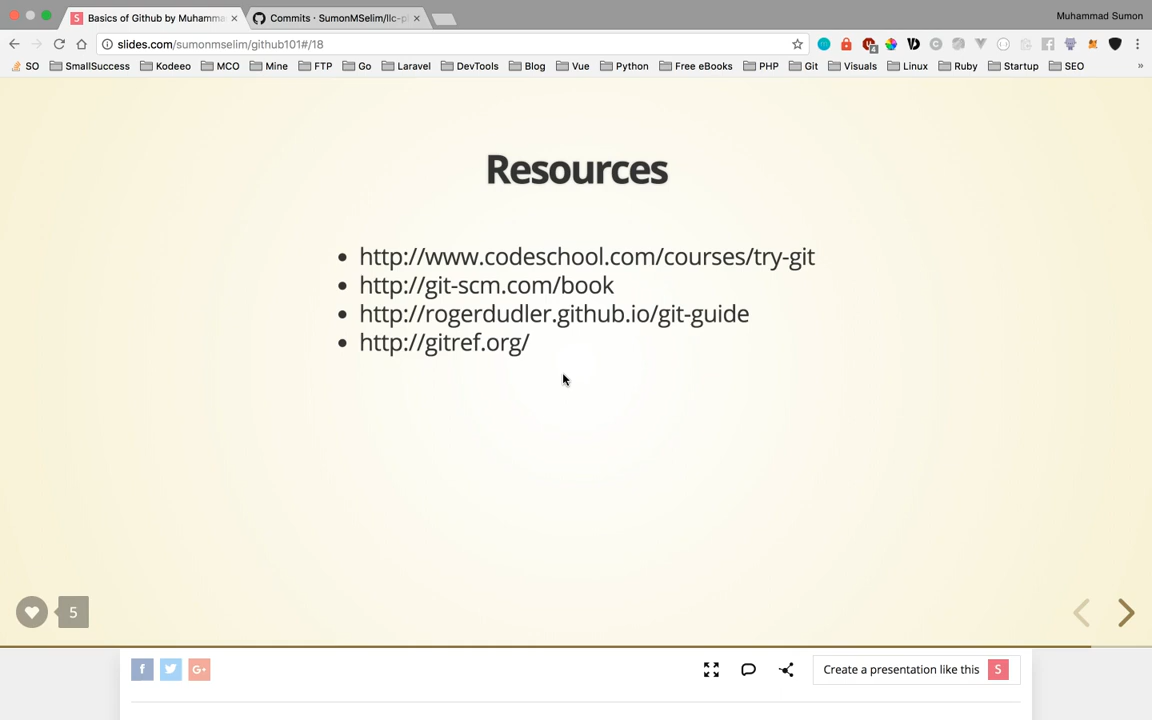 Basics of Github by Muhamma
Commits · SumonMSelim/llc-pl
Muhammad Sumon
slides.com/sumonmselim/github101#/18
SO SmallSuccess Kodeeo MCO Mine FTP Go Laravel DevTools Blog Vue Python Free eBooks PHP Git Visuals Linux Ruby Startup SEO »
Resources
• http://www.codeschool.com/courses/try-git
• http://git-scm.com/book
• http://rogerdudler.github.io/git-guide
• http://gitref.org/
5
Create a presentation like this S